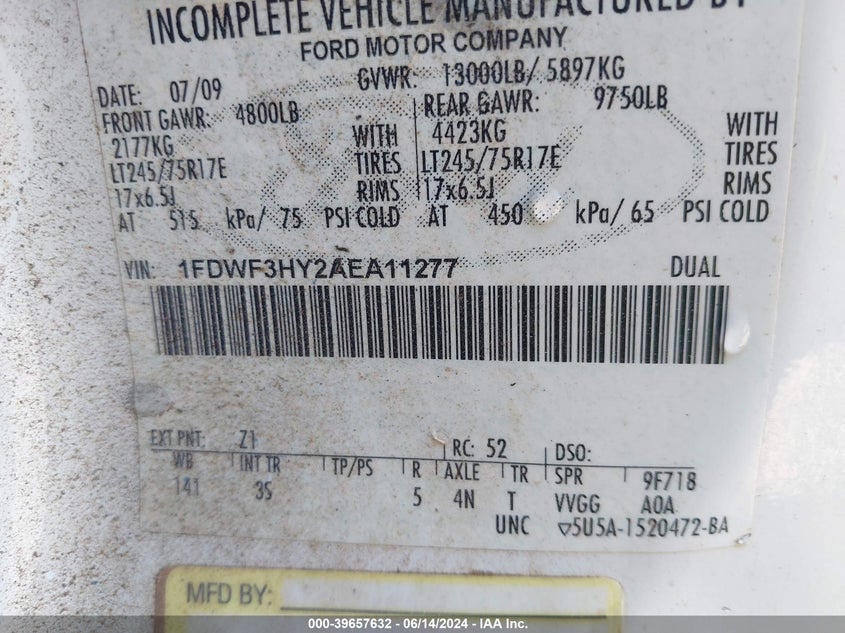 INCOMPLETE VEHICLE MANUFACTURED BY
FORD MOTOR COMPANY
DATE: 07/09 GVWR: 13000LB/ 5897KG
FRONT GAWR: 4800LB REAR GAWR: 9750LB
2177KG WITH 4423KG WITH
LT245/75R17E TIRES LT245/75R17E TIRES
17x6.5J RIMS 17x6.5J RIMS
AT 515 kPa/ 75 PSI COLD AT 450 kPa/ 65 PSI COLD
VIN: 1FDWF3HY2AEA11277 DUAL
EXT PNT: Z1 RC: 52 DSO:
WB INT TR TP/PS R AXLE TR SPR 9F718
141 3S 5 4N T VVGG A0A
UNC ▽5U5A-1520472-BA
MFD BY:
000-39657632 - 06/14/2024 - IAA Inc.